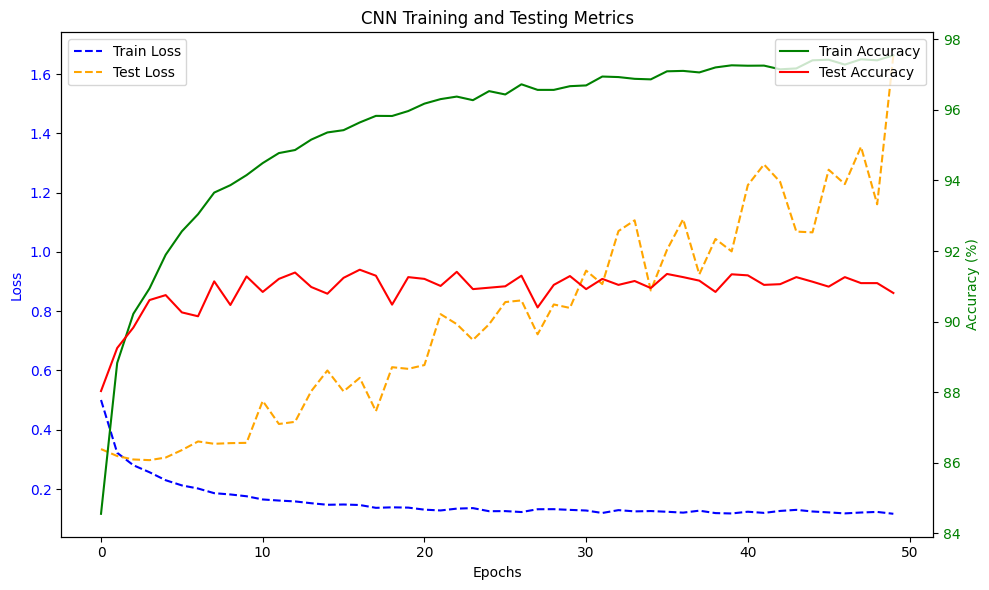 CNN Training and Testing Metrics
Train Loss
Test Loss
Train Accuracy
Test Accuracy
Loss
1.6
1.4
1.2
1.0
0.8
0.6
0.4
0.2
98
96
94
92
90
88
86
84
Accuracy (%)
0 10 20 30 40 50
Epochs